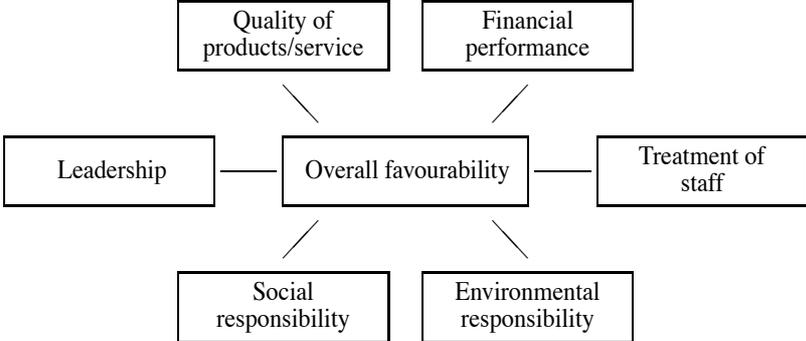 Quality of
products/service
Financial
performance
Leadership
Overall favourability
Treatment of
staff
Social
responsibility
Environmental
responsibility